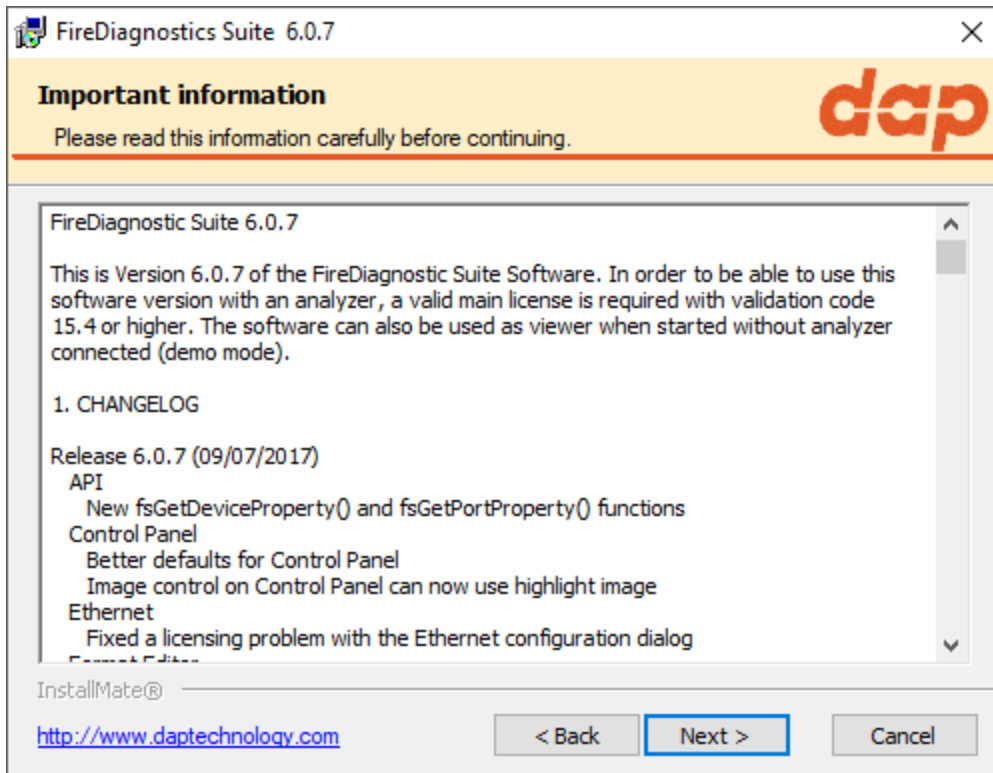 FireDiagnostics Suite 6.0.7
Important information
Please read this information carefully before continuing.
dap
FireDiagnostic Suite 6.0.7
This is Version 6.0.7 of the FireDiagnostic Suite Software. In order to be able to use this
software version with an analyzer, a valid main license is required with validation code
15.4 or higher. The software can also be used as viewer when started without analyzer
connected (demo mode).
1. CHANGELOG
Release 6.0.7 (09/07/2017)
API
New fsGetDeviceProperty() and fsGetPortProperty() functions
Control Panel
Better defaults for Control Panel
Image control on Control Panel can now use highlight image
Ethernet
Fixed a licensing problem with the Ethernet configuration dialog
InstallMate®
http://www.daptechnology.com
< Back
Next >
Cancel